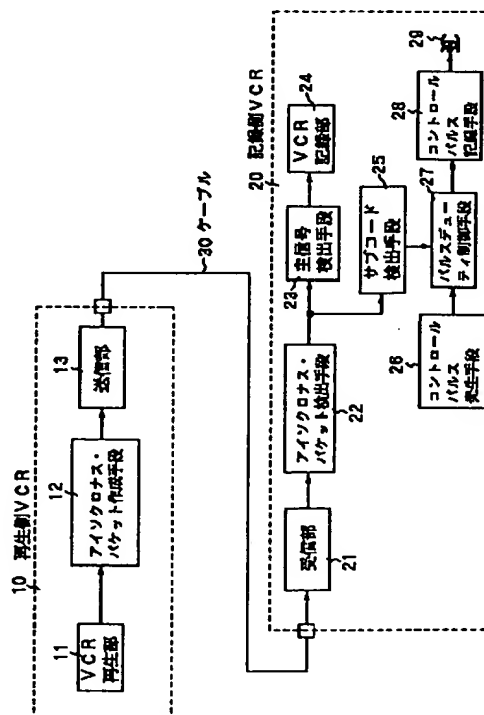 10 再生側VCR
11
VCR
再生部
12
アイソクロナス・
パケット作成手段
13
送信部
30 ケーブル
20 記録側VCR
21
受信部
22
アイソクロナス・
パケット検出手段
23
主信号
検出手段
24
VCR
記録部
25
サブコード
検出手段
26
コントロール
パルス
発生手段
27
パルスデュー
ティ制御手段
28
コントロール
パルス
記録手段
29